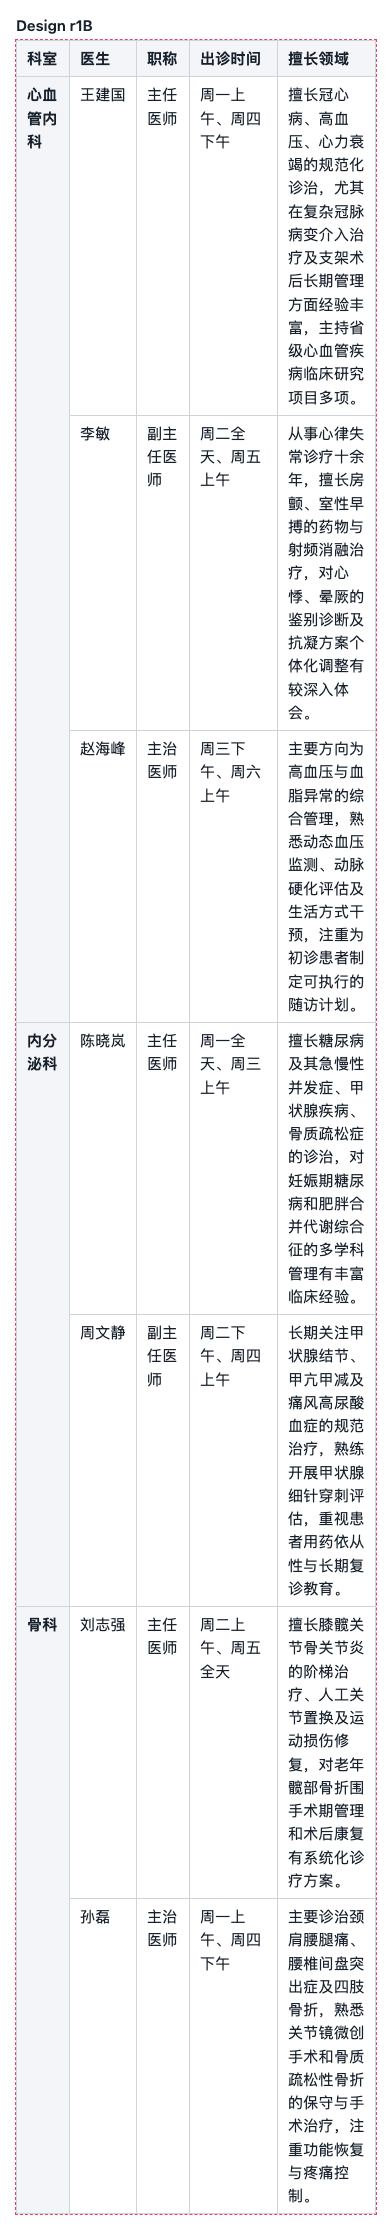 Design r1B
科室 医生 职称 出诊时间 擅长领域
心血
管内
科
王建国
主任
医师
周一上
午、周四
下午
擅长冠心
病、高血
压、心力衰
竭的规范化
诊治，尤其
在复杂冠脉
病变介入治
疗及支架术
后长期管理
方面经验丰
富，主持省
级心血管疾
病临床研究
项目多项。
李敏
副主
任医
师
周二全
天、周五
上午
从事心律失
常诊疗十余
年，擅长房
颤、室性早
搏的药物与
射频消融治
疗，对心
悸、晕厥的
鉴别诊断及
抗凝方案个
体化调整有
较深入体
会。
赵海峰
主治
医师
周三下
午、周六
上午
主要方向为
高血压与血
脂异常的综
合管理，熟
悉动态血压
监测、动脉
硬化评估及
生活方式干
预，注重为
初诊患者制
定可执行的
随访计划。
内分
泌科
陈晓岚
主任
医师
周一全
天、周三
上午
擅长糖尿病
及其急慢性
并发症、甲
状腺疾病、
骨质疏松症
的诊治，对
妊娠期糖尿
病和肥胖合
并代谢综合
征的多学科
管理有丰富
临床经验。
周文静
副主
任医
师
周二下
午、周四
上午
长期关注甲
状腺结节、
甲亢甲减及
痛风高尿酸
血症的规范
治疗，熟练
开展甲状腺
细针穿刺评
估，重视患
者用药依从
性与长期复
诊教育。
骨科
刘志强
主任
医师
周二上
午、周五
全天
擅长膝髋关
节骨关节炎
的阶梯治
疗、人工关
节置换及运
动损伤修
复，对老年
髋部骨折围
手术期管理
和术后康复
有系统化诊
疗方案。
孙磊
主治
医师
周一上
午、周四
下午
主要诊治颈
肩腰腿痛、
腰椎间盘突
出症及四肢
骨折，熟悉
关节镜微创
手术和骨质
疏松性骨折
的保守与手
术治疗，注
重功能恢复
与疼痛控
制。